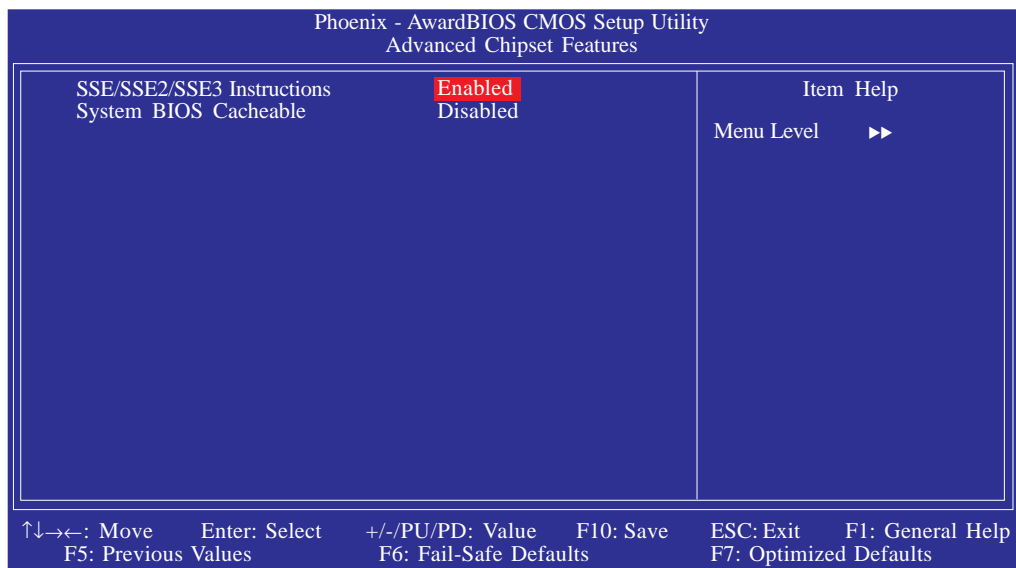 Phoenix - AwardBIOS CMOS Setup Utility
Advanced Chipset Features
SSE/SSE2/SSE3 Instructions Enabled
System BIOS Cacheable Disabled
Item Help
Menu Level ▶▶
↑↓→←: Move Enter: Select +/-/PU/PD: Value F10: Save ESC: Exit F1: General Help
F5: Previous Values F6: Fail-Safe Defaults F7: Optimized Defaults